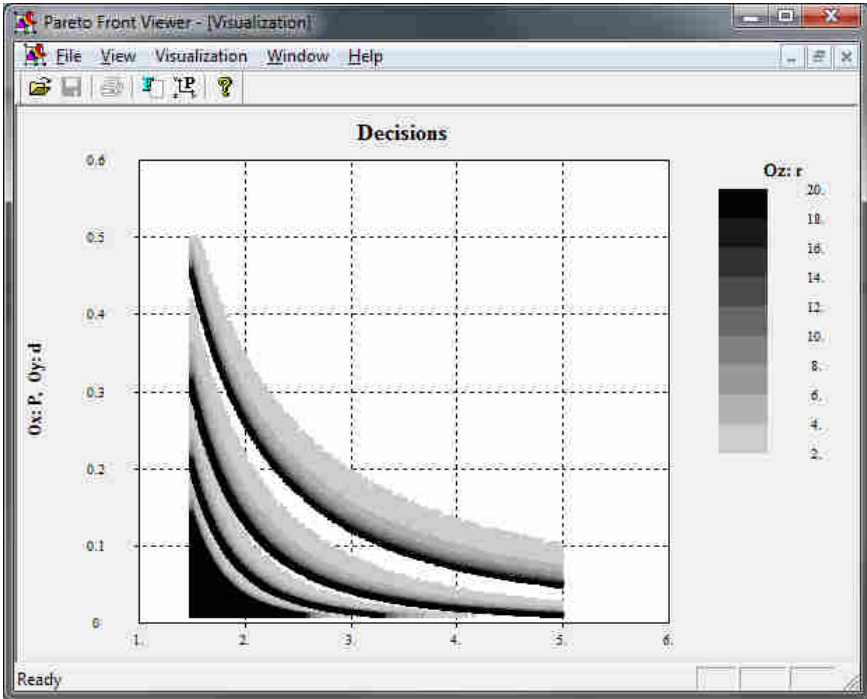 Pareto Front Viewer - [Visualization]
File View Visualization Window Help
Decisions
Ox: P, Oy: d
0.6
0.5
0.4
0.3
0.2
0.1
0
1. 2. 3. 4. 5. 6.
Oz: r
20.
18.
16.
14.
12.
10.
8.
6.
4.
2.
Ready